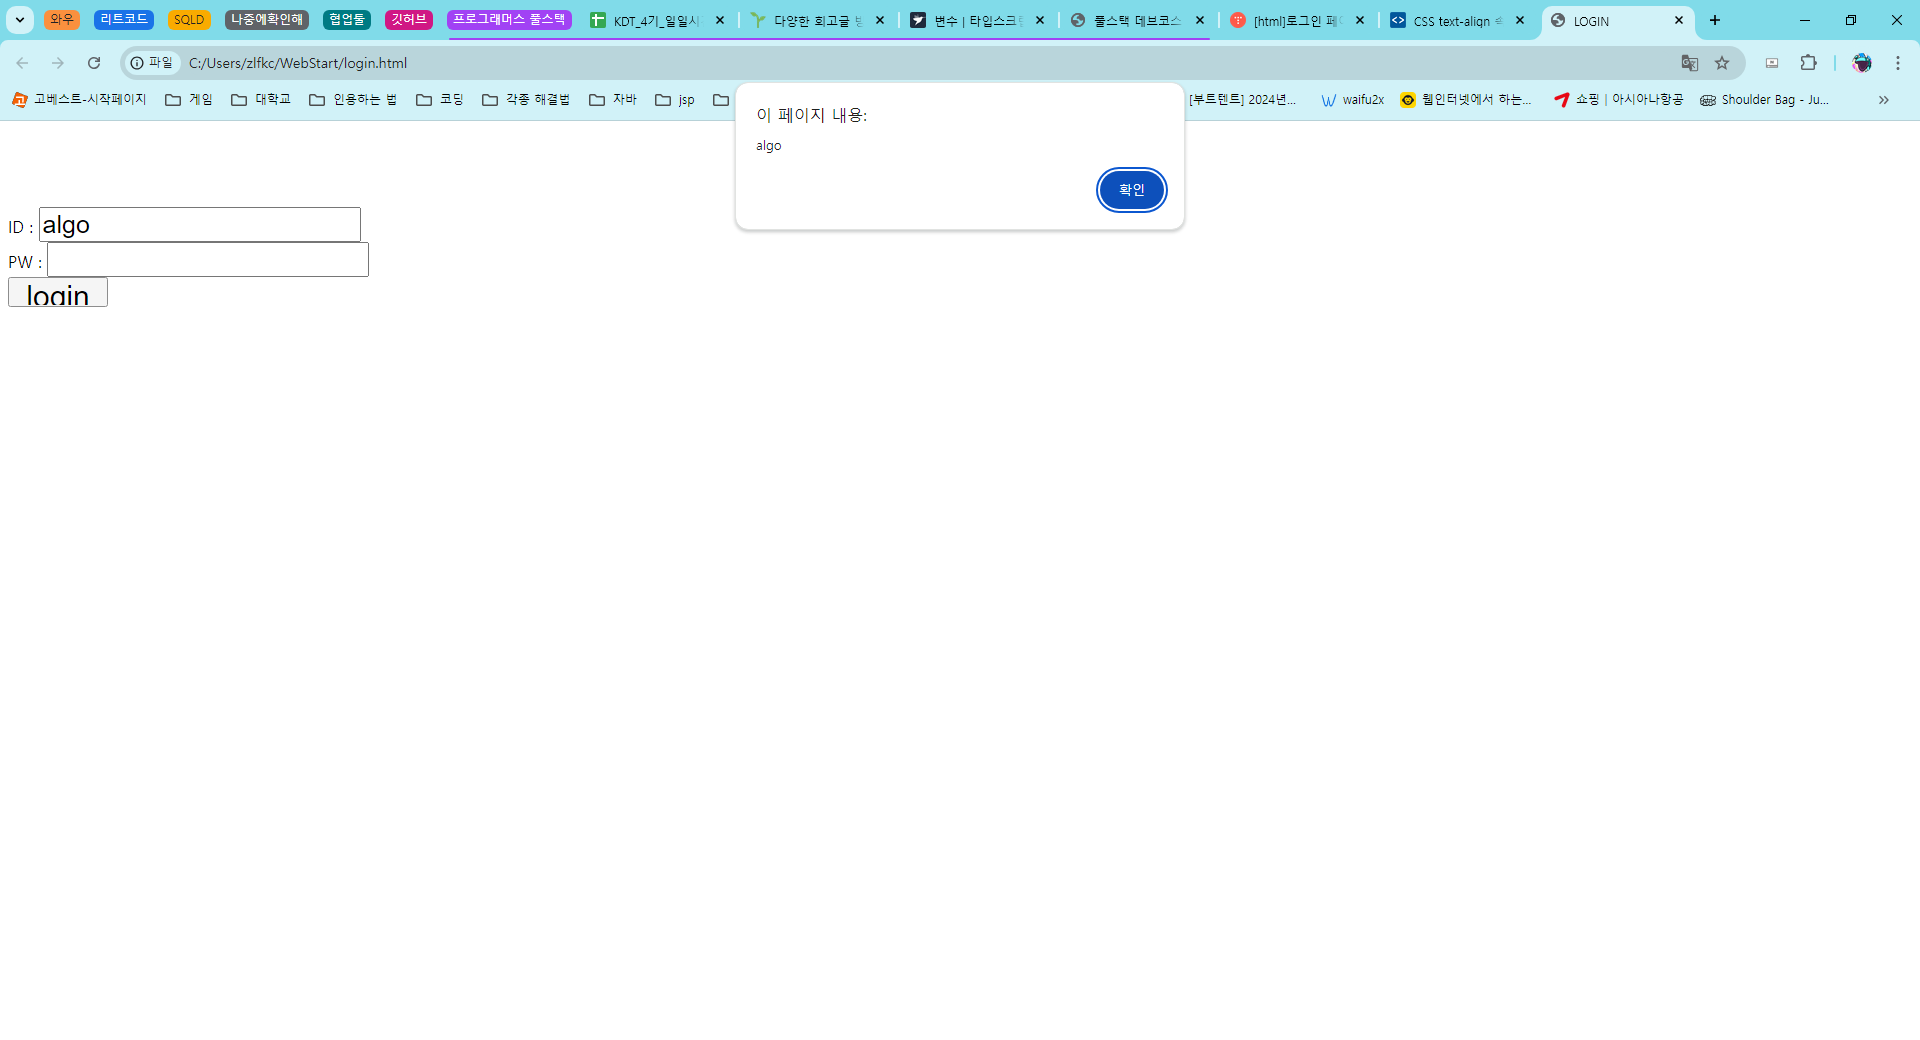 와우 리트코드 SQLD 나중에확인해 협업툴 깃허브 프로그래머스 풀스택 KDT_4기_일일시 다양한 회고글 변수 | 타입스크 풀스택 데브코스 [html]로그인 페이 CSS text-align 속 LOGIN
파일 C:/Users/zlfkc/WebStart/login.html
고베스트-시작페이지 게임 대학교 인용하는 법 코딩 각종 해결법 자바 jsp [부트텐트] 2024년... waifu2x 웹인터넷에서 하는... 쇼핑 | 아시아나항공 Shoulder Bag - Ju...
이 페이지 내용:
algo
확인
ID : algo
PW :
login